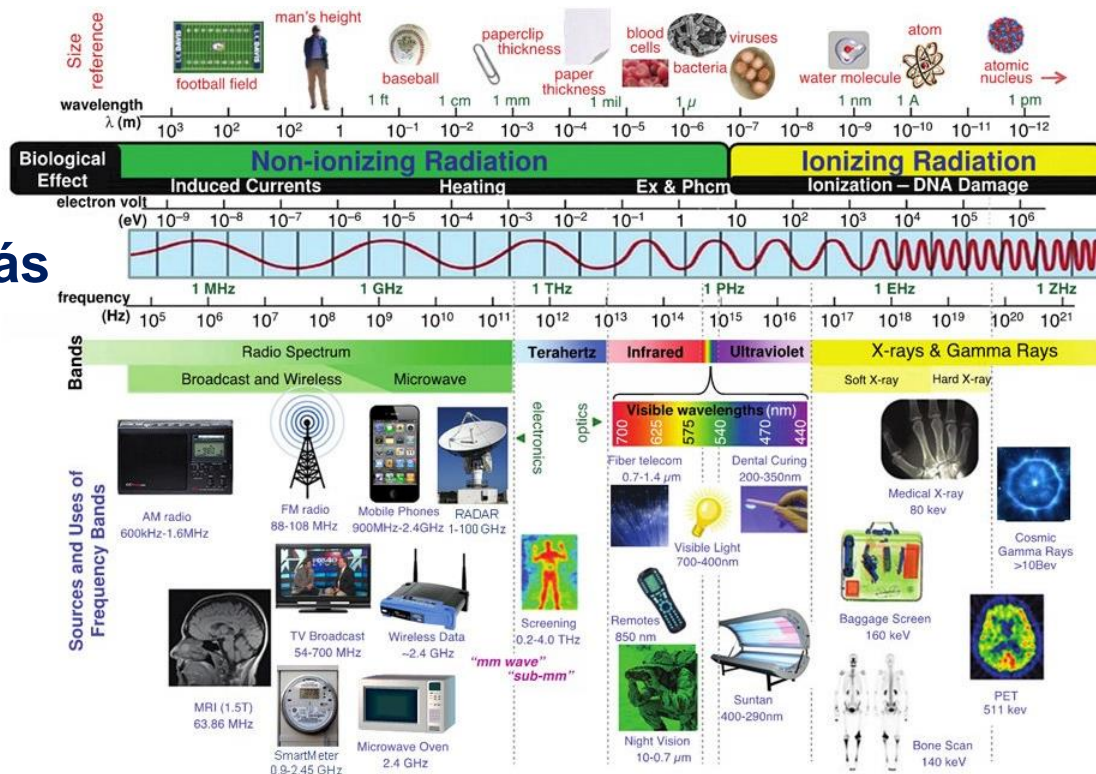 Size reference
football field
man's height
baseball
paperclip thickness
paper thickness
blood cells
bacteria
viruses
water molecule
atom
atomic nucleus
wavelength
λ (m)
1 ft 1 cm 1 mm 1 mil 1 µ 1 nm 1 A 1 pm
10³ 10² 10² 1 10⁻¹ 10⁻² 10⁻³ 10⁻⁴ 10⁻⁵ 10⁻⁶ 10⁻⁷ 10⁻⁸ 10⁻⁹ 10⁻¹⁰ 10⁻¹¹ 10⁻¹²
Biological Effect
Non-ionizing Radiation Ionizing Radiation
Induced Currents Heating Ex & Phcm Ionization – DNA Damage
electron volt
(eV) 10⁻⁹ 10⁻⁸ 10⁻⁷ 10⁻⁶ 10⁻⁵ 10⁻⁴ 10⁻³ 10⁻² 10⁻¹ 1 10 10² 10³ 10⁴ 10⁵ 10⁶
ás
frequency
(Hz)
1 MHz 1 GHz 1 THz 1 PHz 1 EHz 1 ZHz
10⁵ 10⁶ 10⁷ 10⁸ 10⁹ 10¹⁰ 10¹¹ 10¹² 10¹³ 10¹⁴ 10¹⁵ 10¹⁶ 10¹⁷ 10¹⁸ 10¹⁹ 10²⁰ 10²¹
Bands
Radio Spectrum Terahertz Infrared Ultraviolet X-rays & Gamma Rays
Broadcast and Wireless Microwave Soft X-ray Hard X-ray
Sources and Uses of
Frequency Bands
electronics
optics
Visible wavelengths (nm)
700 625 575 540 470 440
AM radio
600kHz-1.6MHz
FM radio
88-108 MHz
Mobile Phones
900MHz-2.4GHz
RADAR
1-100 GHz
Fiber telecom
0.7-1.4 µm
Dental Curing
200-350nm
Visible Light
700-400nm
Medical X-ray
80 kev
Cosmic
Gamma Rays
>10Bev
MRI (1.5T)
63.86 MHz
TV Broadcast
54-700 MHz
Wireless Data
~2.4 GHz
"mm wave"
"sub-mm"
Screening
0.2-4.0 THz
Remotes
850 nm
Baggage Screen
160 keV
SmartMeter
0.9-2.45 GHz
Microwave Oven
2.4 GHz
Night Vision
10-0.7 µm
Suntan
400-290nm
PET
511 kev
Bone Scan
140 keV